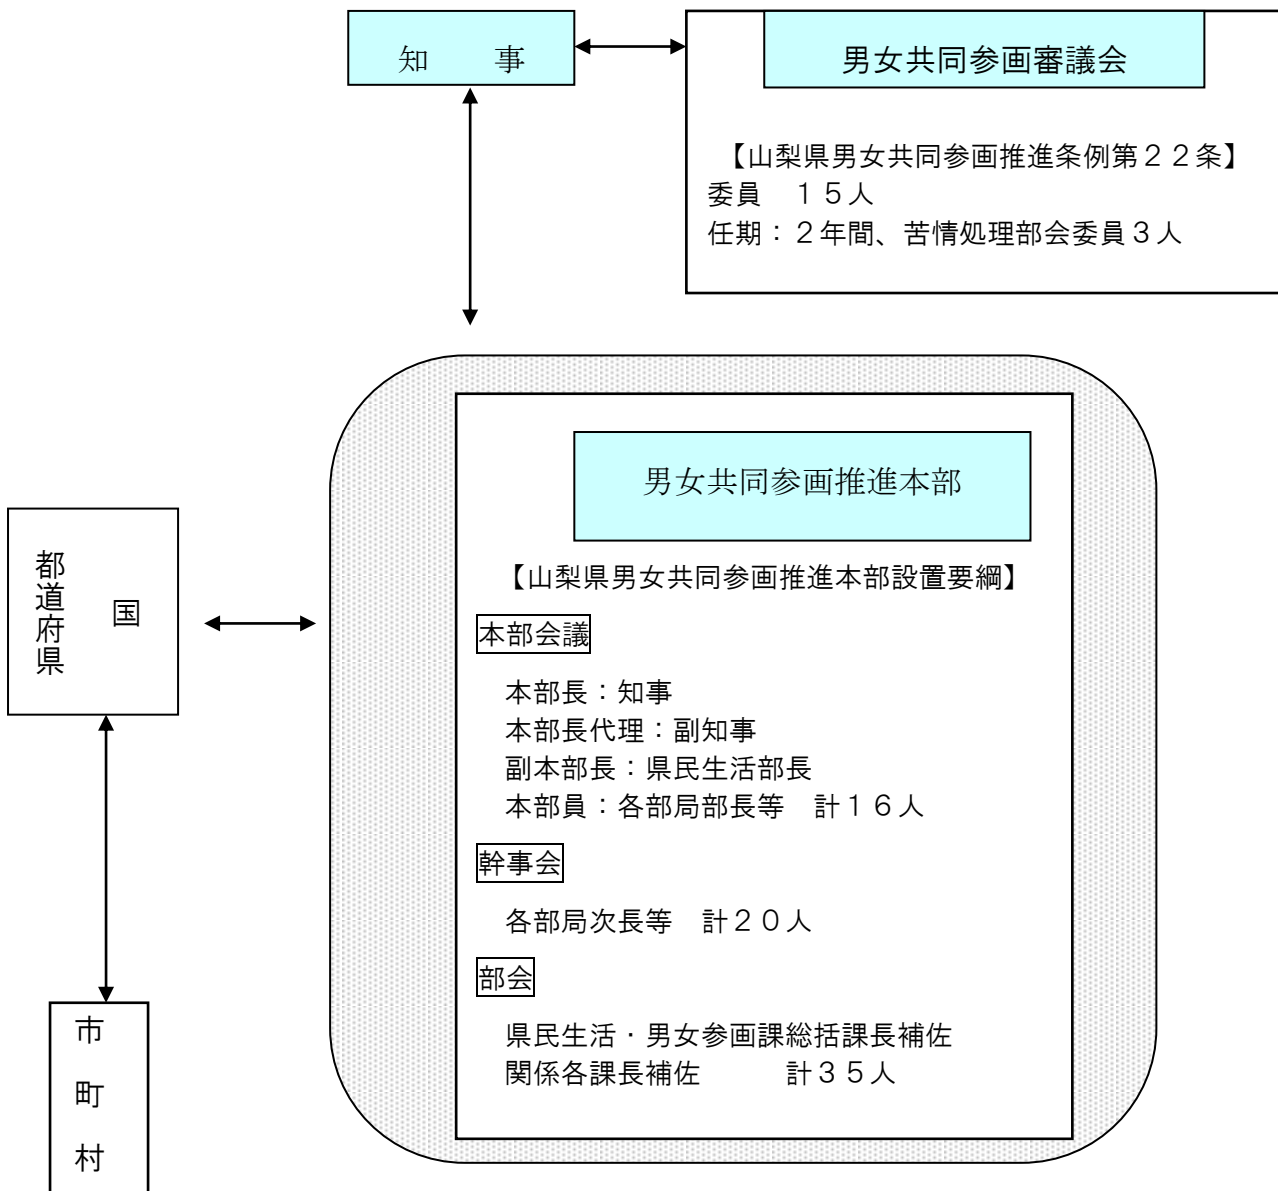 知　　事
男女共同参画審議会
【山梨県男女共同参画推進条例第２２条】
委員　１５人
任期：２年間、苦情処理部会委員３人
男女共同参画推進本部
【山梨県男女共同参画推進本部設置要綱】
本部会議
本部長：知事
本部長代理：副知事
副本部長：県民生活部長
本部員：各部局部長等　計１６人
幹事会
各部局次長等　計２０人
部会
県民生活・男女参画課総括課長補佐
関係各課長補佐　　　計３５人
国
都道府県
市町村